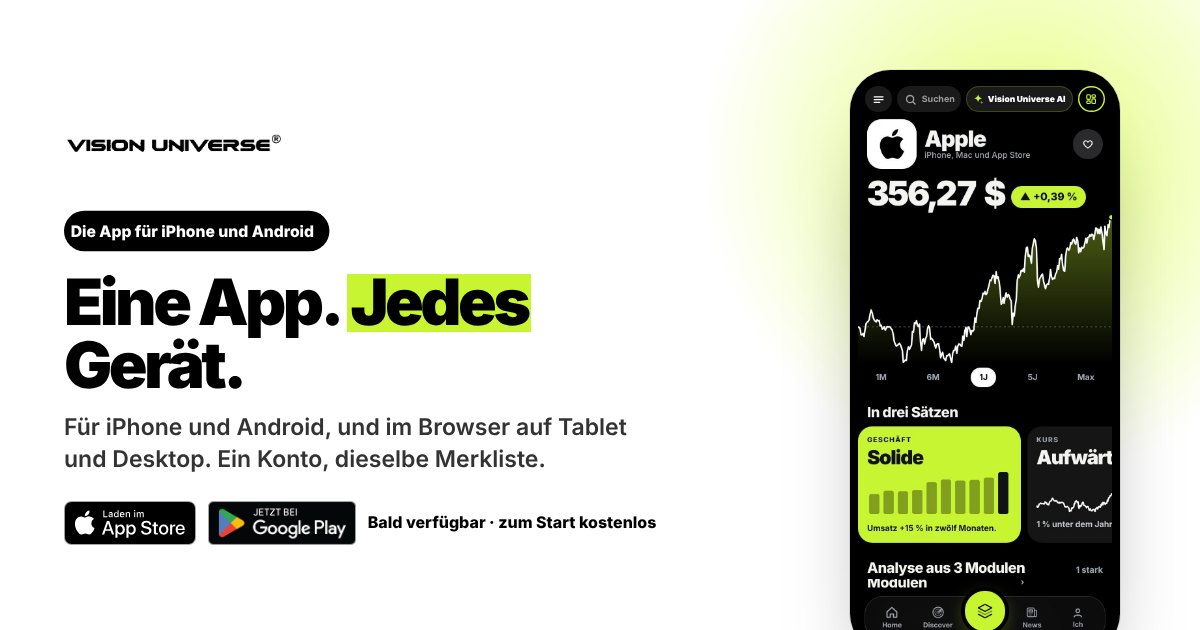 VISION UNIVERSE®
Die App für iPhone und Android
Eine App. Jedes
Gerät.
Für iPhone und Android, und im Browser auf Tablet
und Desktop. Ein Konto, dieselbe Merkliste.
Laden im
App Store
JETZT BEI
Google Play
Bald verfügbar · zum Start kostenlos
Suchen
Vision Universe AI
Apple
iPhone, Mac und App Store
356,27 $
▲ +0,39 %
1M 6M 1J 5J Max
In drei Sätzen
GESCHÄFT
Solide
Umsatz +15 % in zwölf Monaten.
KURS
Aufwärt
1 % unter dem Jahr
Analyse aus 3 Modulen
1 stark
Modulen ›
Home Discover News Ich